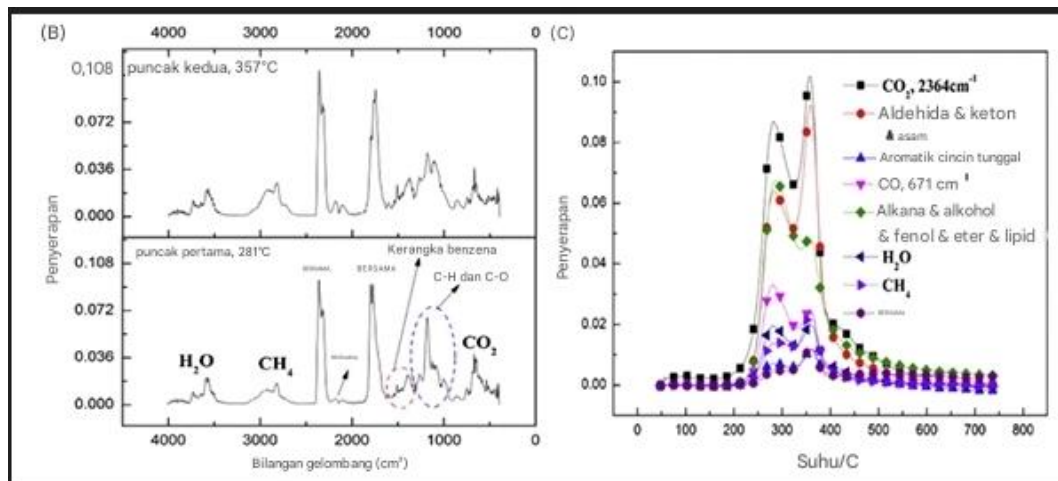 (B)
4000 3000 2000 1000 0
0,108 puncak kedua, 357°C
0.072
0.036
0.000
Penyerapan
puncak pertama, 281°C
0.108
0.072
0.036
0.000
Penyerapan
Kerangka benzena
BERSAMA
C-H dan C-O
H₂O
CH₄
CO₂
4000 3000 2000 1000 0
Bilangan gelombang (cm²)
(C)
0.10
0.08
0.06
0.04
0.02
0.00
Penyerapan
CO₂, 2364cm⁻¹
Aldehida & keton
& asam
Aromatik cincin tunggal
CO, 671 cm⁻¹
Alkana & alkohol
& fenol & eter & lipid
H₂O
CH₄
0 100 200 300 400 500 600 700 800
Suhu/C